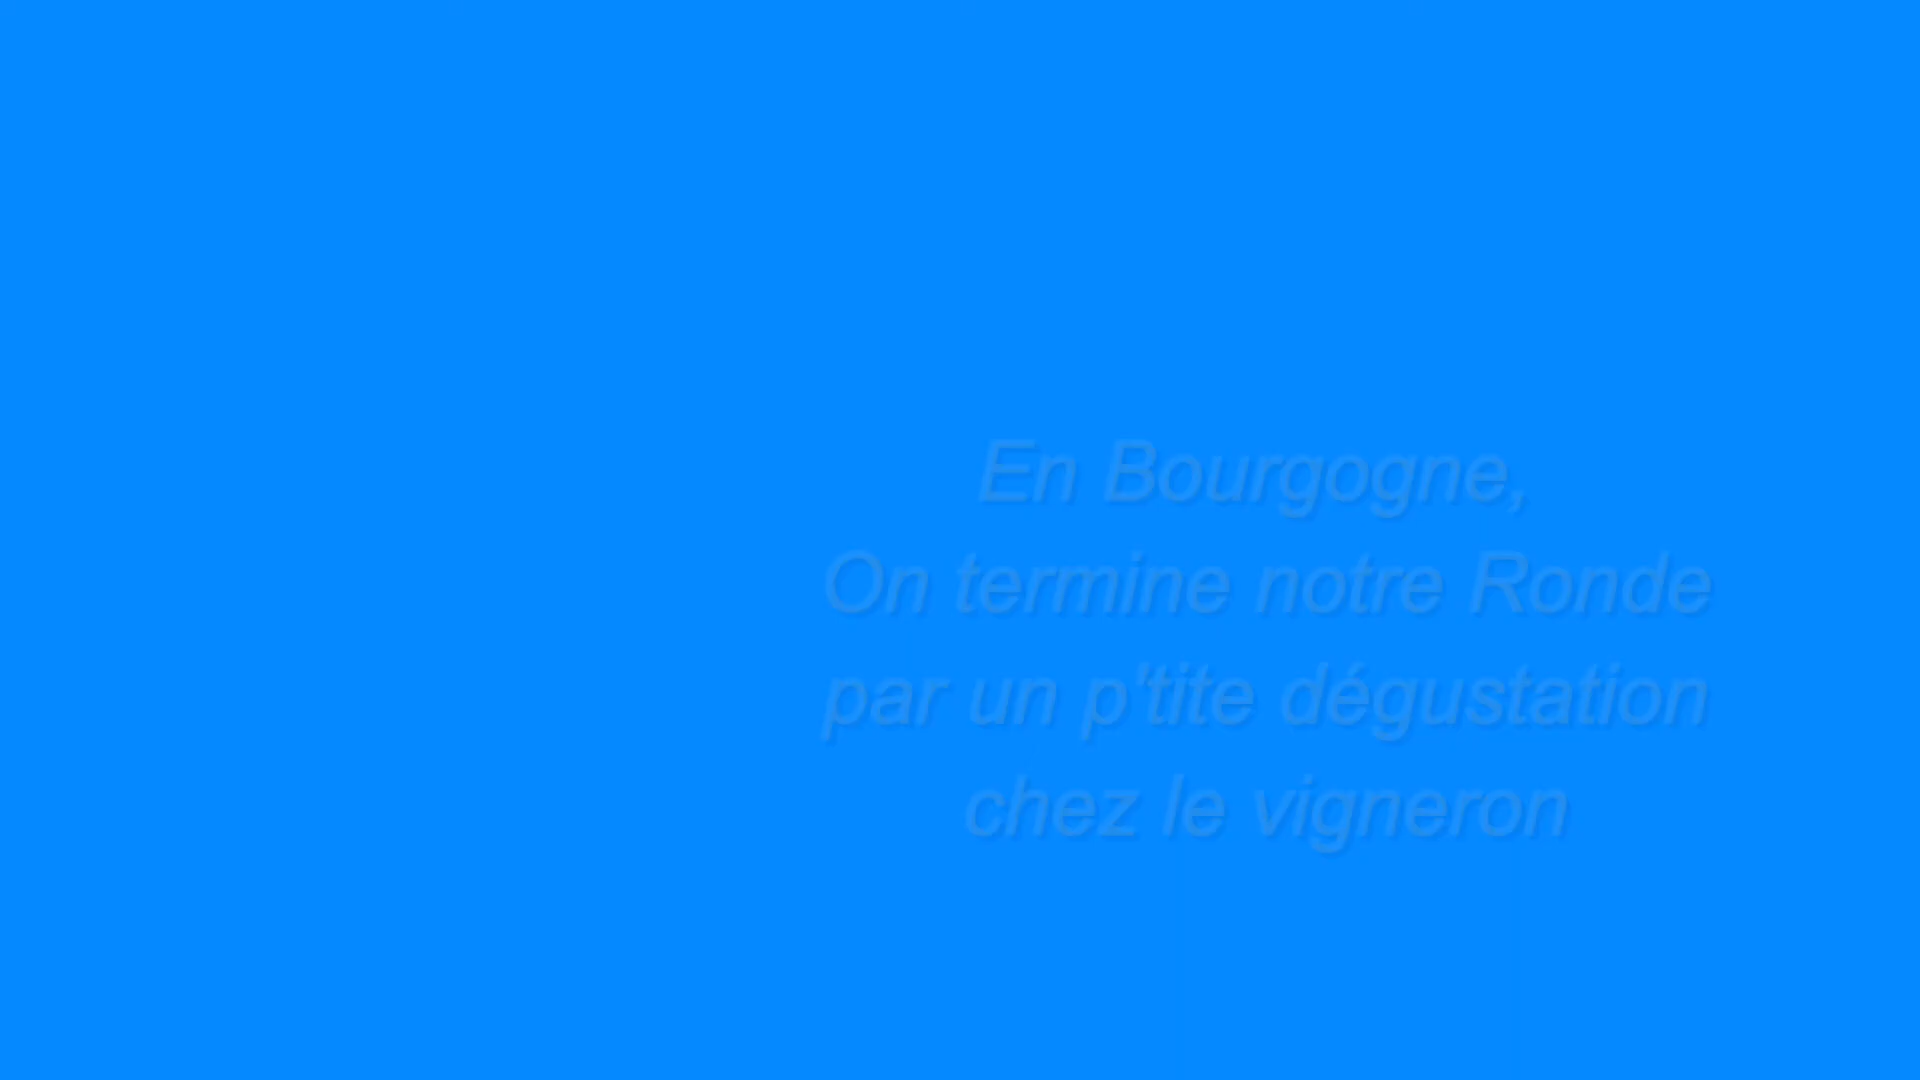 En Bourgogne,
On termine notre Ronde
par un p'tite dégustation
chez le vigneron